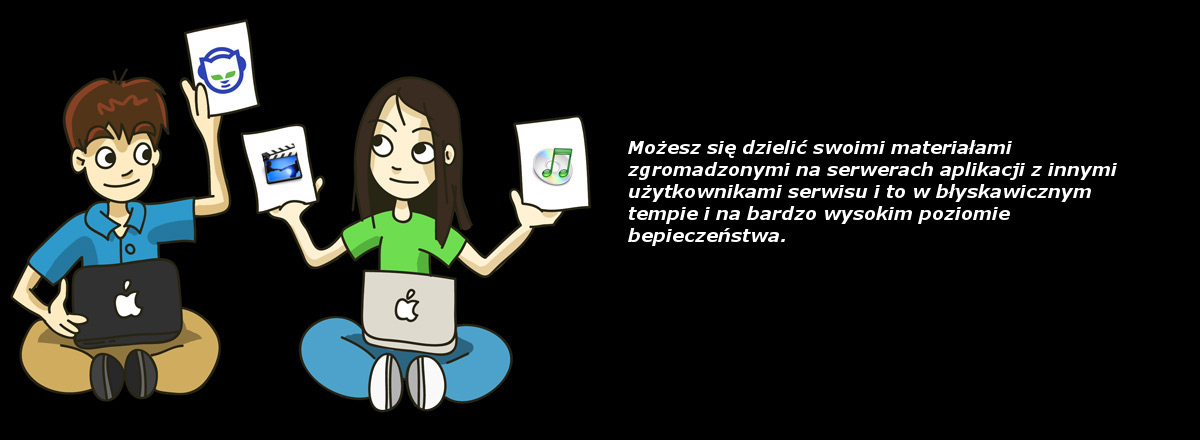 Możesz się dzielić swoimi materiałami
zgromadzonymi na serwerach aplikacji z innymi
użytkownikami serwisu i to w błyskawicznym
tempie i na bardzo wysokim poziomie
bepieczeństwa.